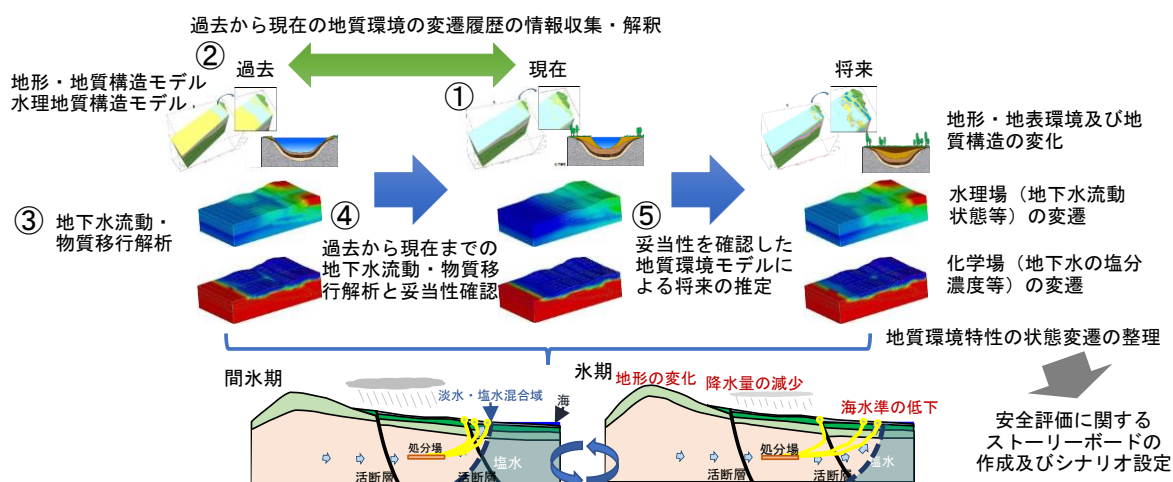 過去から現在の地質環境の変遷履歴の情報収集・解釈
②
過去
現在
将来
地形・地質構造モデル
水理地質構造モデル
①
地形・地表環境及び地
質構造の変化
③
地下水流動・
物質移行解析
④
過去から現在までの
地下水流動・物質移
行解析と妥当性確認
⑤
妥当性を確認した
地質環境モデルに
よる将来の推定
水理場（地下水流動
状態等）の変遷
化学場（地下水の塩分
濃度等）の変遷
地質環境特性の状態変遷の整理
間氷期
淡水・塩水混合域
海
処分場
塩水
活断層
活断層
氷期
地形の変化
降水量の減少
海水準の低下
処分場
塩水
活断層
活断層
安全評価に関する
ストーリーボードの
作成及びシナリオ設定